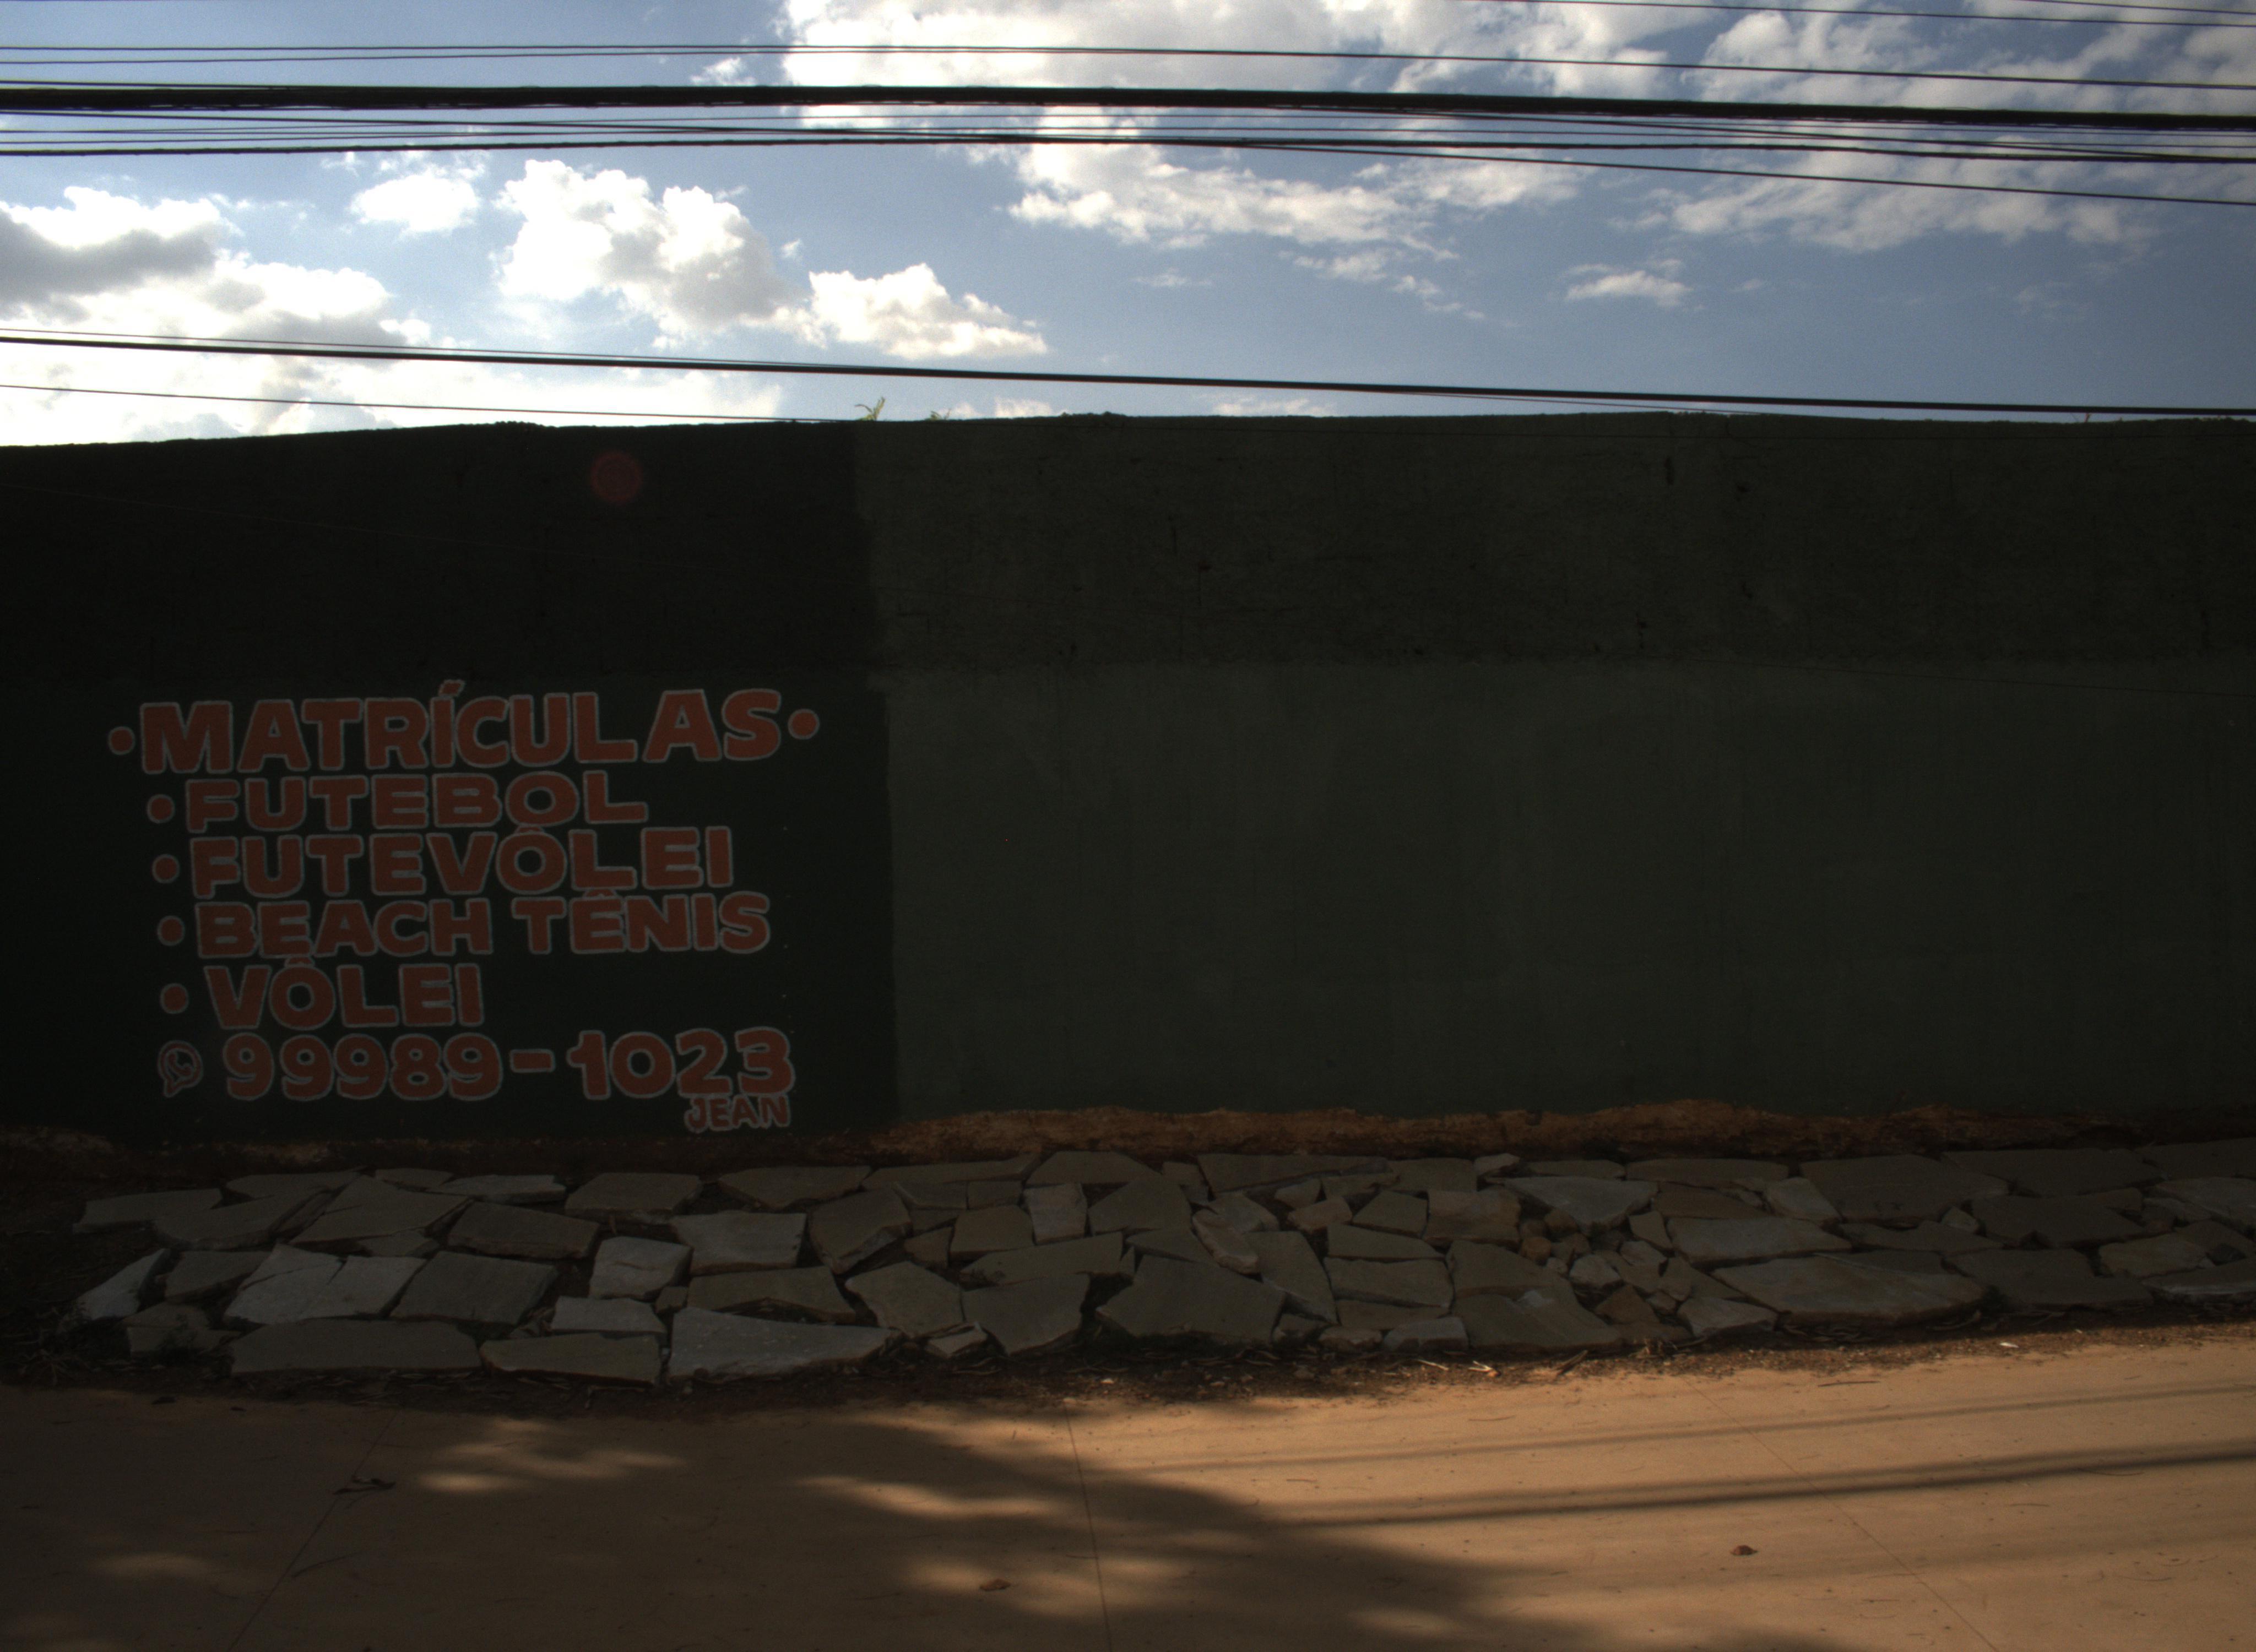 •MATRÍCULAS•
•FUTEBOL
•FUTEVÔLEI
•BEACH TÊNIS
•VÔLEI
99989-1023
JEAN